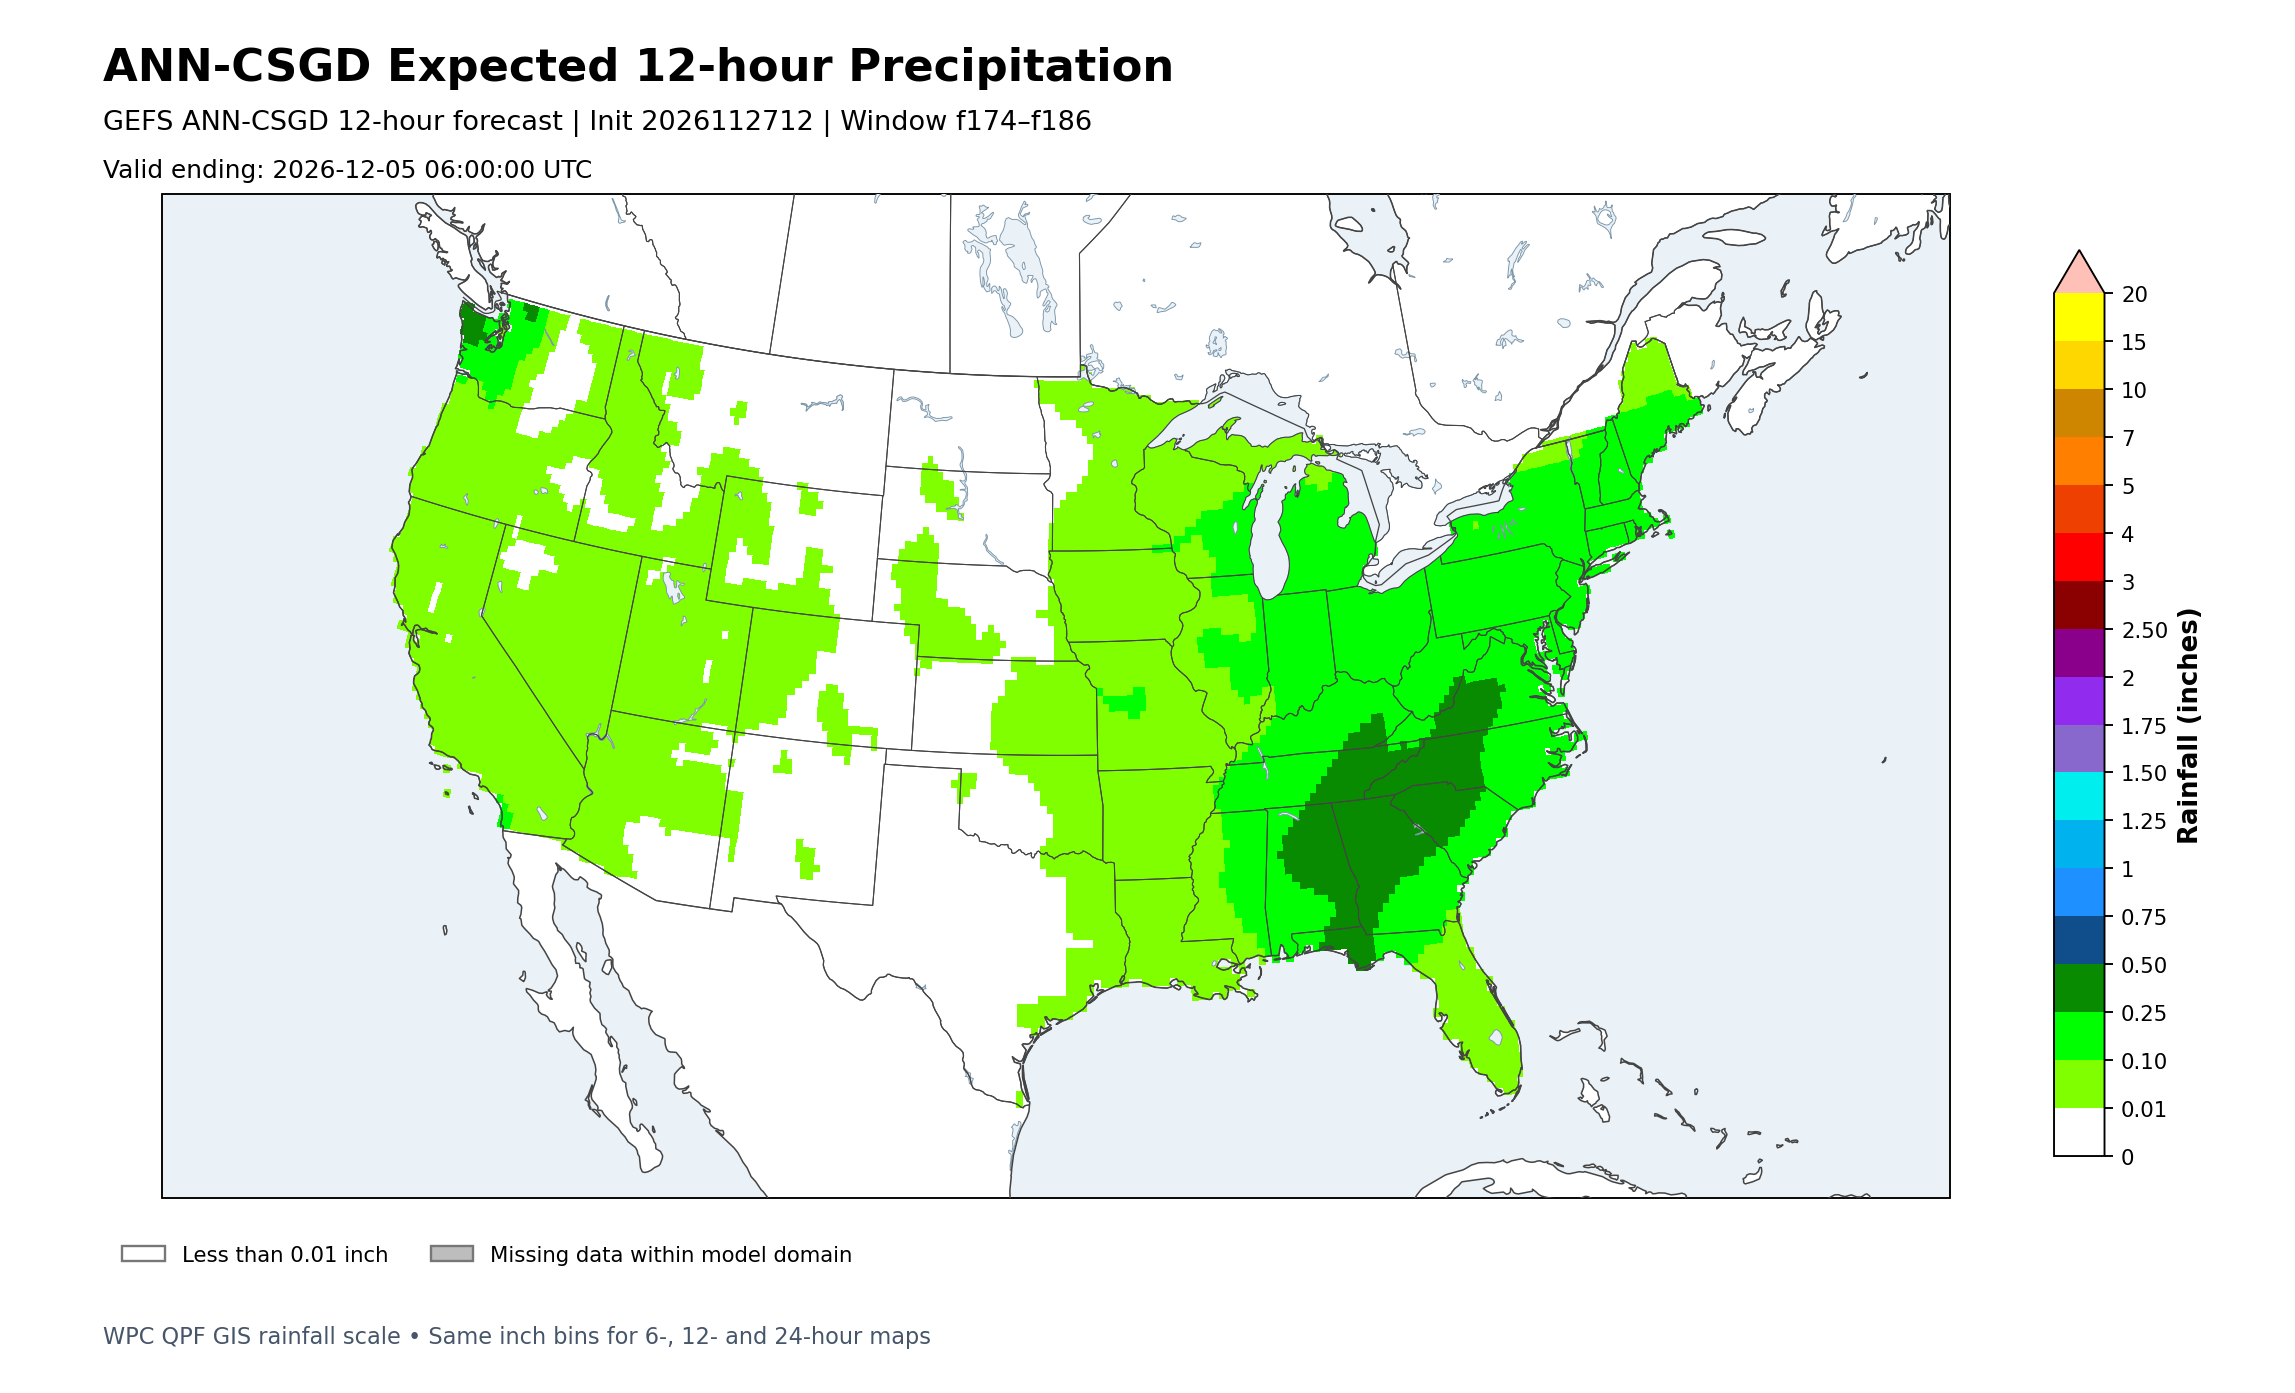 ANN-CSGD Expected 12-hour Precipitation
GEFS ANN-CSGD 12-hour forecast | Init 2026112712 | Window f174–f186
Valid ending: 2026-12-05 06:00:00 UTC
20
15
10
7
5
4
3
2.50
2
1.75
1.50
1.25
1
0.75
0.50
0.25
0.10
0.01
0
Rainfall (inches)
Less than 0.01 inch
Missing data within model domain
WPC QPF GIS rainfall scale • Same inch bins for 6-, 12- and 24-hour maps